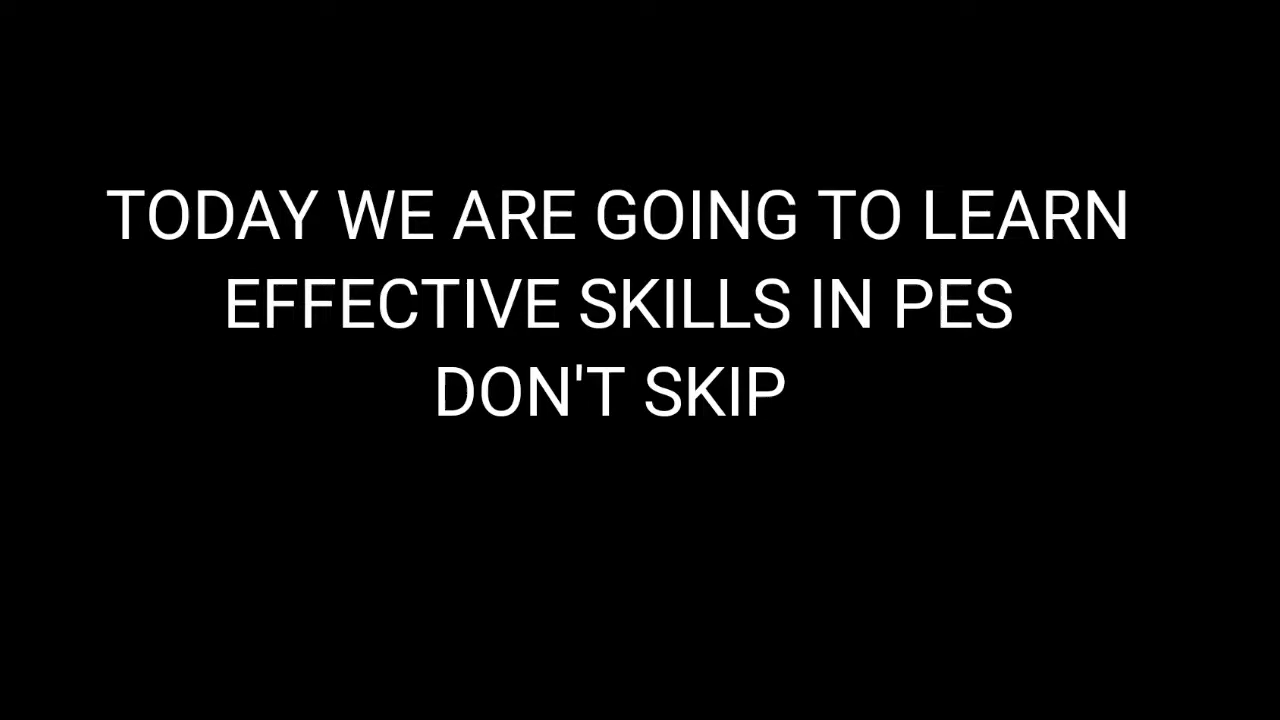 TODAY WE ARE GOING TO LEARN
EFFECTIVE SKILLS IN PES
DON'T SKIP